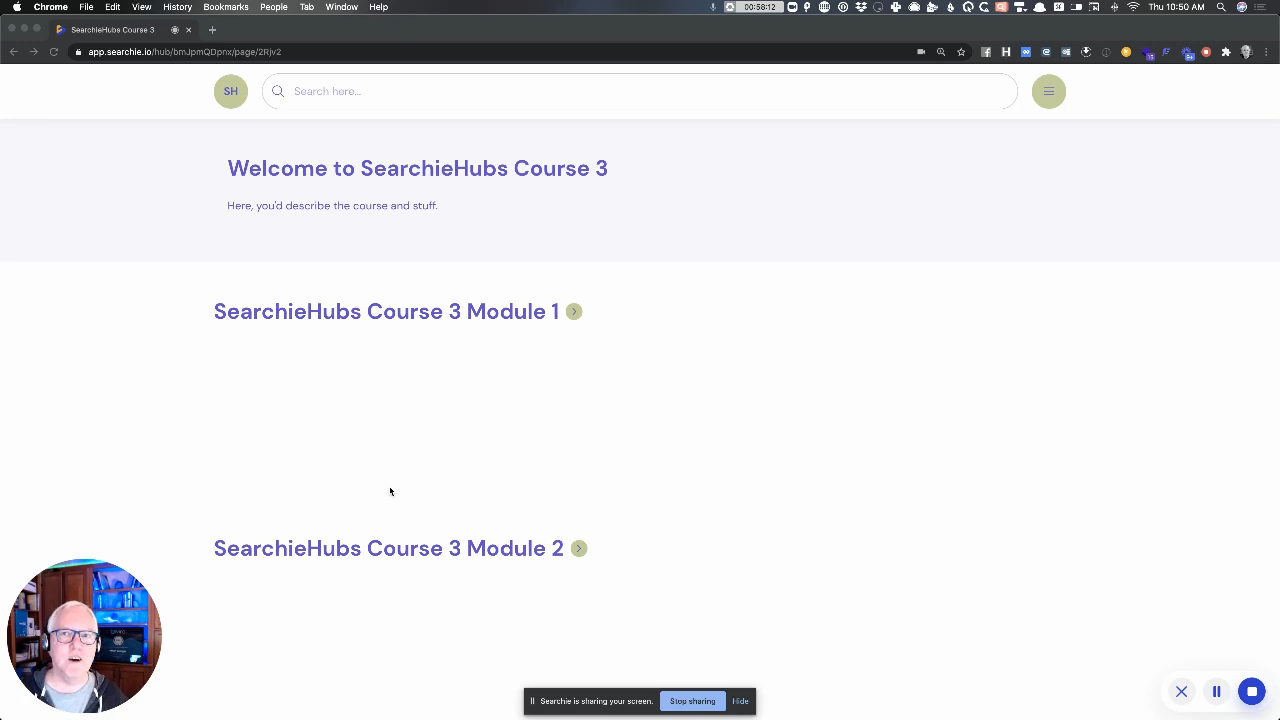 Chrome File Edit View History Bookmarks People Tab Window Help 00:58:12 Thu 10:50 AM
SearchieHub Course 3
app.searchie.io/hub/bmJpmQDpnx/page/2Rjv2
SH Search here...
Welcome to SearchieHubs Course 3
Here, you'd describe the course and stuff.
SearchieHubs Course 3 Module 1
SearchieHubs Course 3 Module 2
Searchie is sharing your screen. Stop sharing Hide